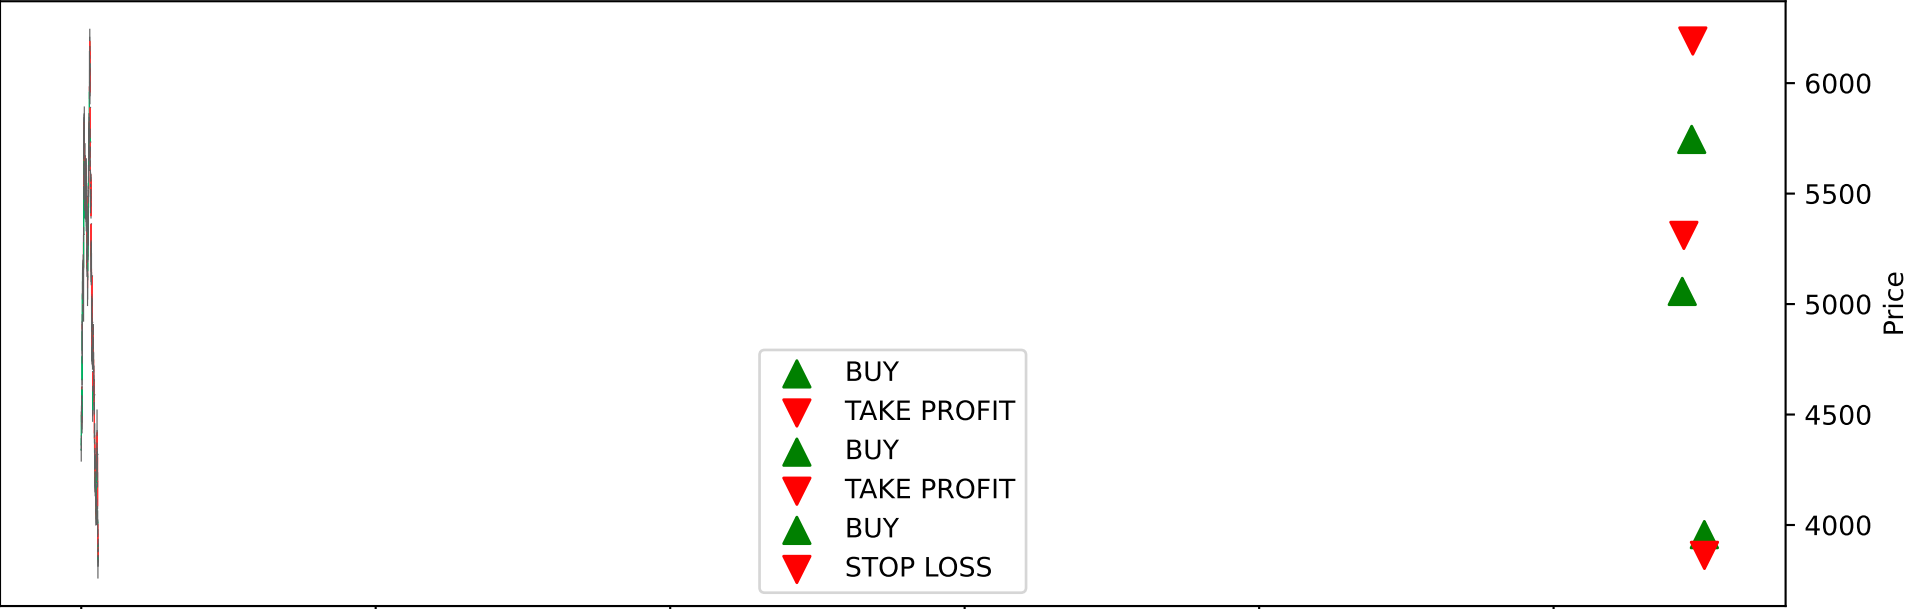 6000
5500
5000
4500
4000
Price
BUY
TAKE PROFIT
BUY
TAKE PROFIT
BUY
STOP LOSS